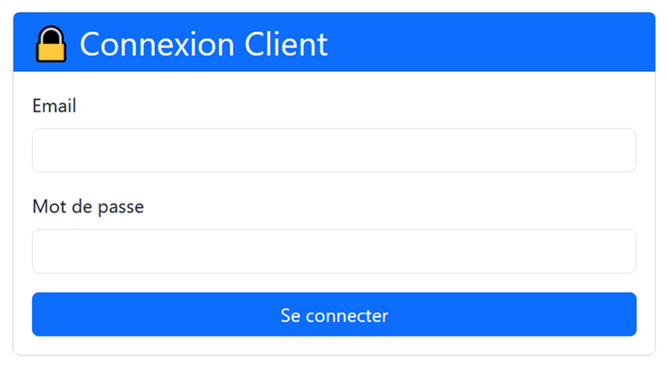 Connexion Client
Email
Mot de passe
Se connecter